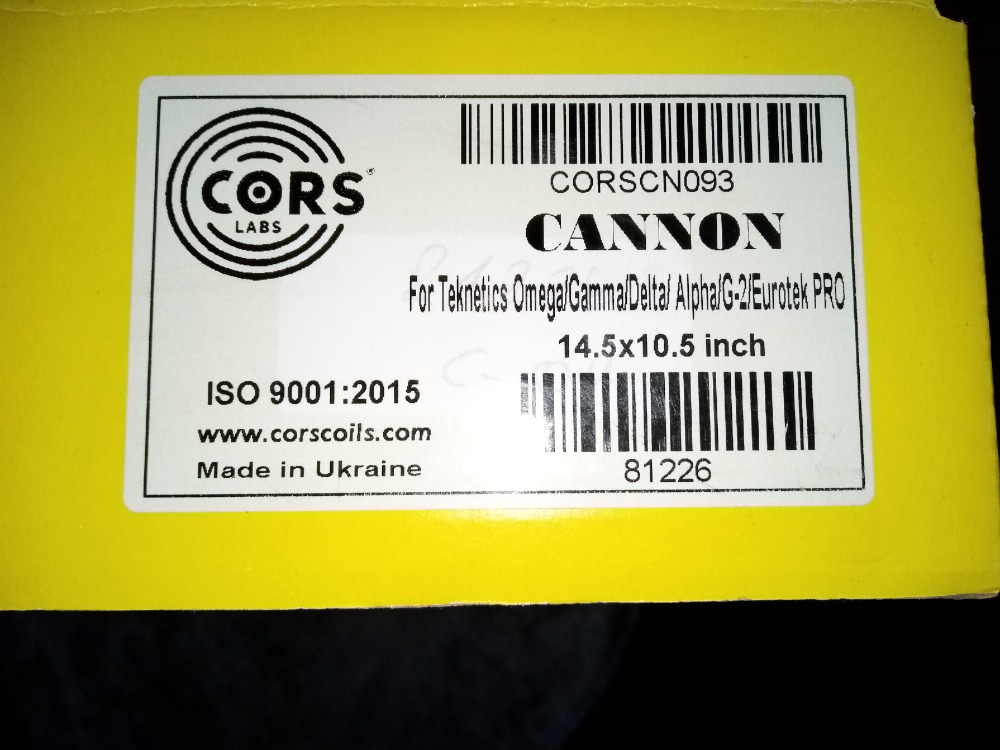 CORS®
LABS
CORSCN093
CANNON
For Teknetics Omega/Gamma/Delta/ Alpha/G-2/Eurotek PRO
14.5x10.5 inch
ISO 9001:2015
www.corscoils.com
Made in Ukraine
81226